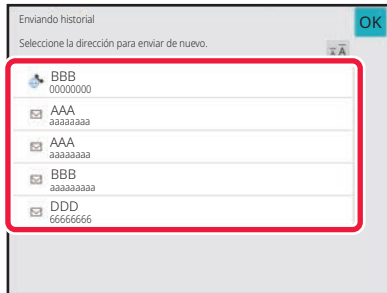 Enviando historial
OK
Seleccione la dirección para enviar de nuevo.
A A
BBB
00000000
AAA
aaaaaaaa
AAA
aaaaaaaa
BBB
aaaaaaaaa
DDD
66666666